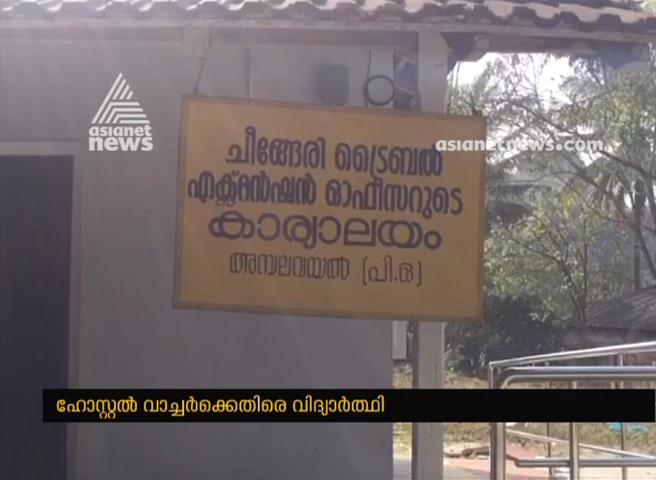 asianet
news
asianetnews.com
ചീങ്ങേരി ട്രൈബൽ
എക്സ്റ്റൻഷൻ ഓഫീസറുടെ
കാര്യാലയം
അമ്പലവയൽ (പി.ഒ)
ഹോസ്റ്റൽ വാച്ചർക്കെതിരെ വിദ്യാർത്ഥി